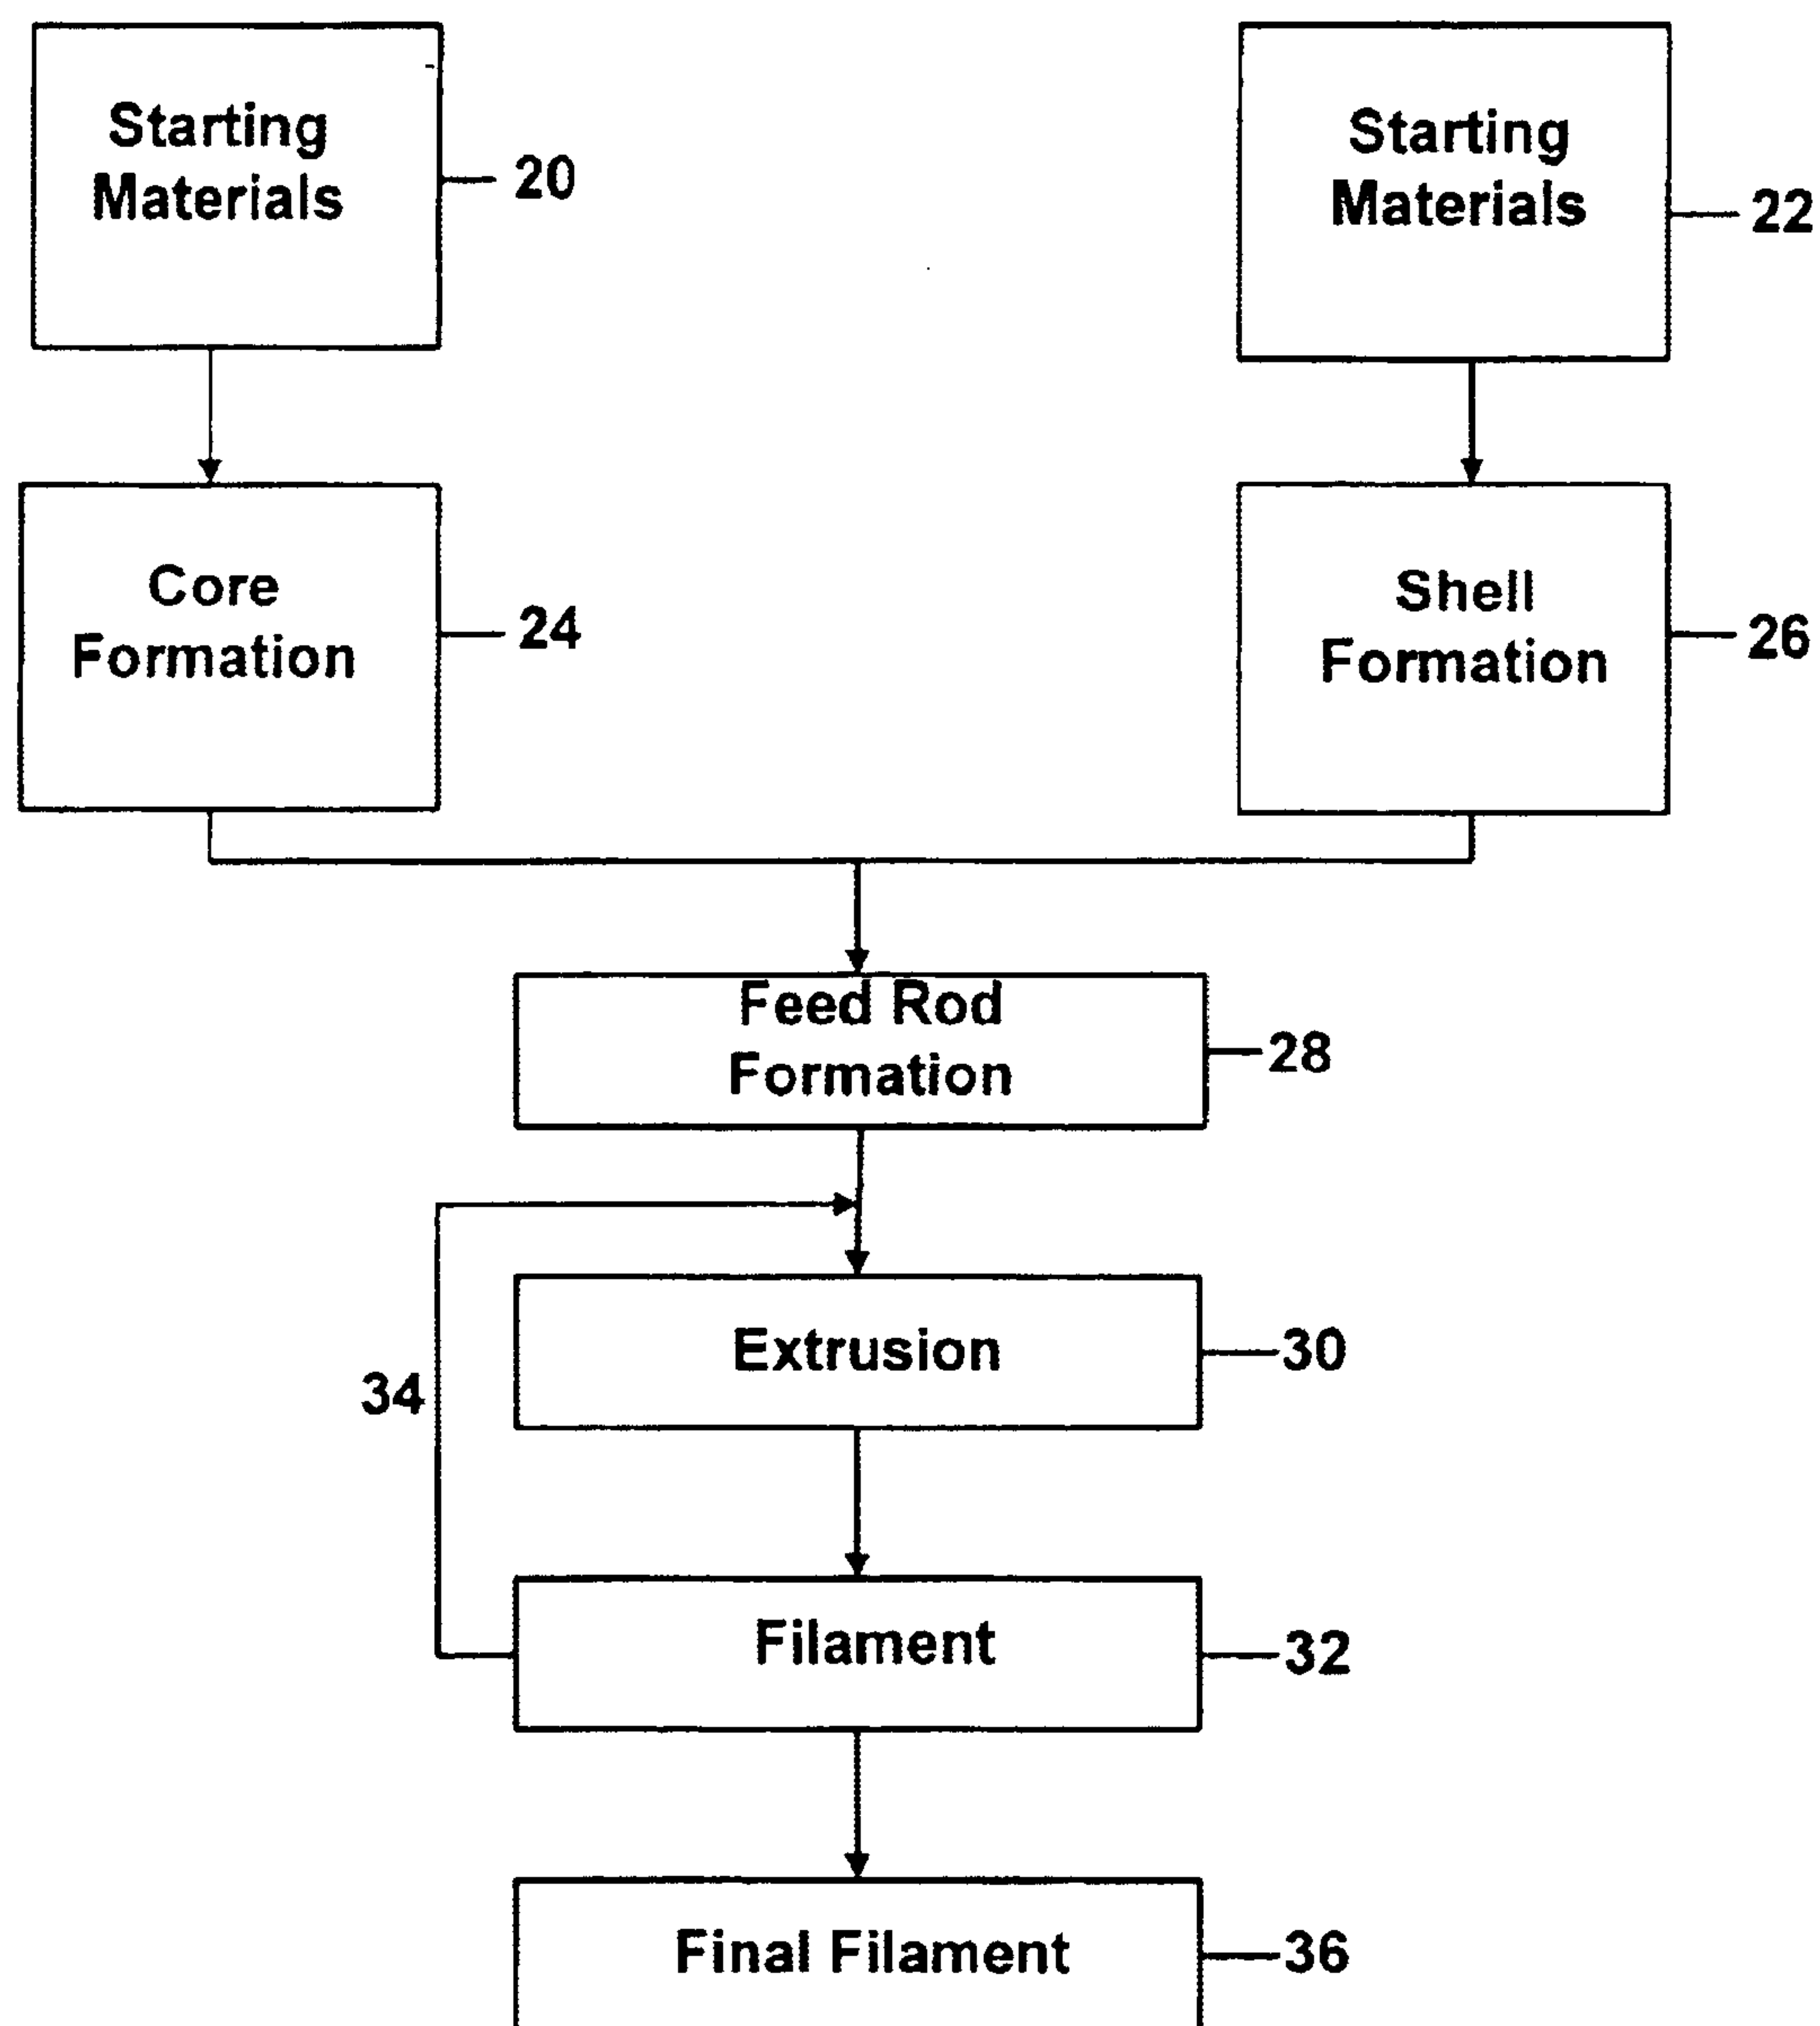 Starting
Materials
20
Starting
Materials
22
Core
Formation
24
Shell
Formation
26
Feed Rod
Formation
28
Extrusion
30
34
Filament
32
Final Filament
36